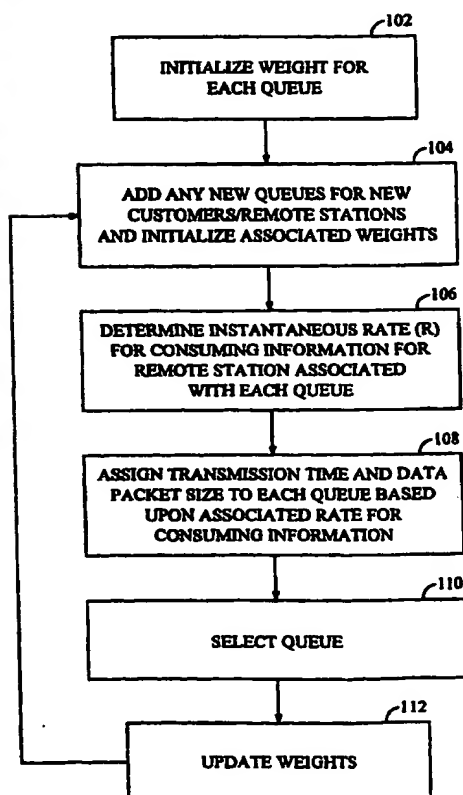 102
INITIALIZE WEIGHT FOR
EACH QUEUE
104
ADD ANY NEW QUEUES FOR NEW
CUSTOMERS/REMOTE STATIONS
AND INITIALIZE ASSOCIATED WEIGHTS
106
DETERMINE INSTANTANEOUS RATE (R)
FOR CONSUMING INFORMATION FOR
REMOTE STATION ASSOCIATED
WITH EACH QUEUE
108
ASSIGN TRANSMISSION TIME AND DATA
PACKET SIZE TO EACH QUEUE BASED
UPON ASSOCIATED RATE FOR
CONSUMING INFORMATION
110
SELECT QUEUE
112
UPDATE WEIGHTS